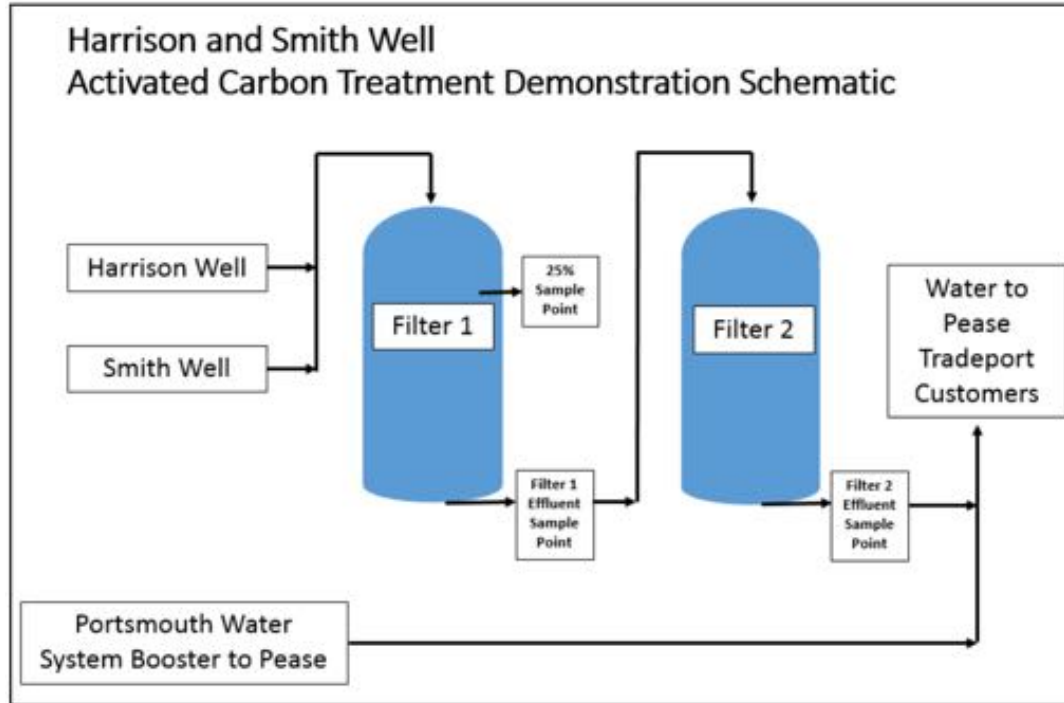 Harrison and Smith Well
Activated Carbon Treatment Demonstration Schematic
Harrison Well
Smith Well
Filter 1
25%
Sample
Point
Filter 1
Effluent
Sample
Point
Filter 2
Filter 2
Effluent
Sample
Point
Water to
Pease
Tradeport
Customers
Portsmouth Water
System Booster to Pease